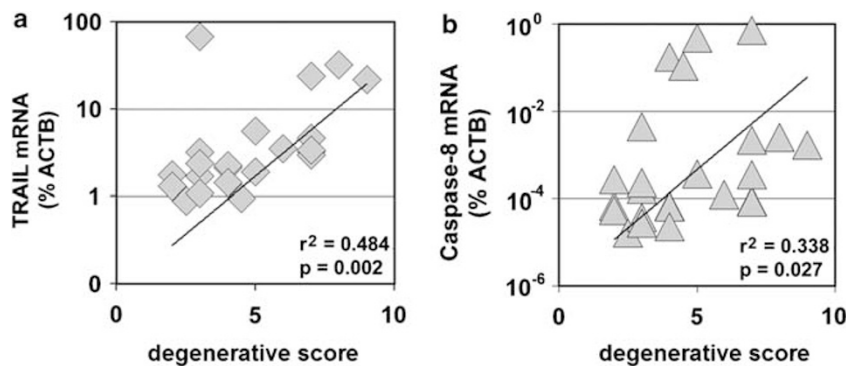 a
TRAIL mRNA
(% ACTB)
100
10
1
0
r² = 0.484
p = 0.002
0 5 10
degenerative score
b
Caspase-8 mRNA
(% ACTB)
10⁰
10⁻²
10⁻⁴
10⁻⁶
r² = 0.338
p = 0.027
0 5 10
degenerative score